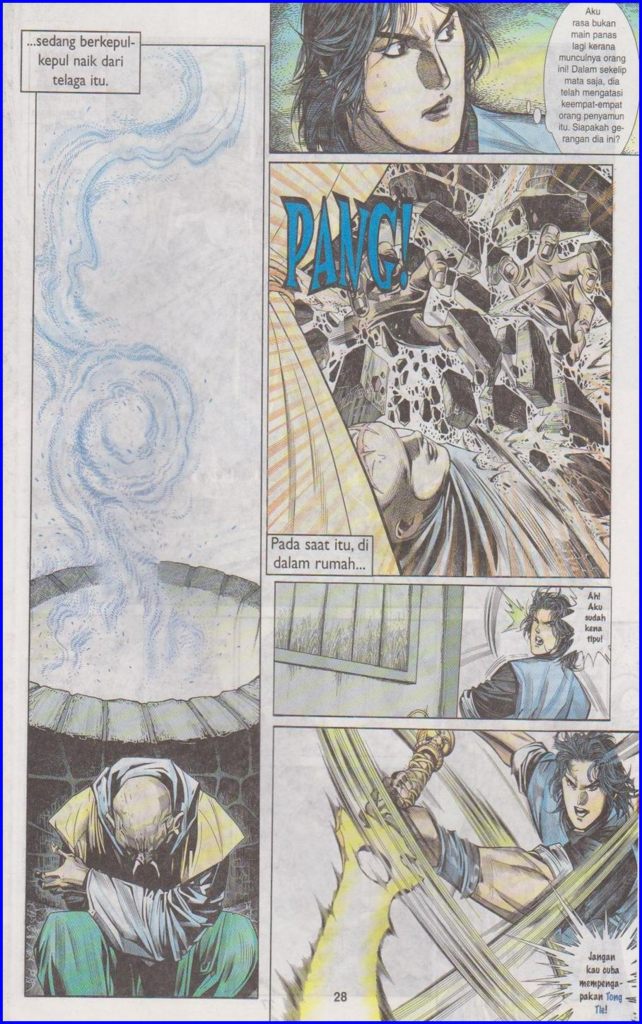 ...sedang berkepul-
kepul naik dari
telaga itu.
Aku
rasa bukan
main panas
lagi kerana
munculnya orang
ini! Dalam sekelip
mata saja, dia
telah mengatasi
keempat-empat
orang penyamun
itu. Siapakah ge-
rangan dia ini?
PANG!
Pada saat itu, di
dalam rumah...
Ah!
Aku
sudah
kena
tipu!
Jangan
kau cuba
mempenga-
pakan Tong
Tie!
28